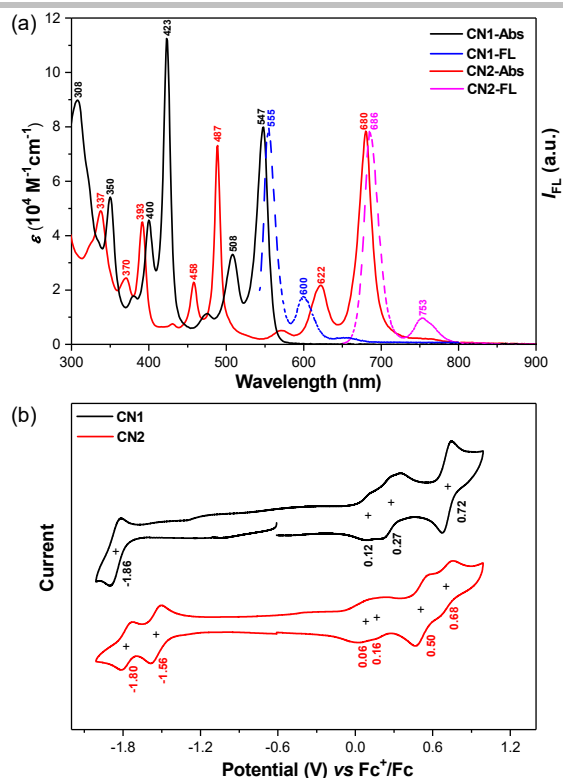 (a)
CN1-Abs
CN1-FL
CN2-Abs
CN2-FL
308
337
350
370
393
400
423
458
487
508
547
555
600
622
680
686
753
12
10
8
6
4
2
0
ε (10⁴ M⁻¹cm⁻¹)
I_FL (a.u.)
300 400 500 600 700 800 900
Wavelength (nm)
(b)
CN1
CN2
-1.86
0.12
0.27
0.72
-1.80
-1.56
0.06
0.16
0.50
0.68
Current
-1.8 -1.2 -0.6 0.0 0.6 1.2
Potential (V) vs Fc⁺/Fc